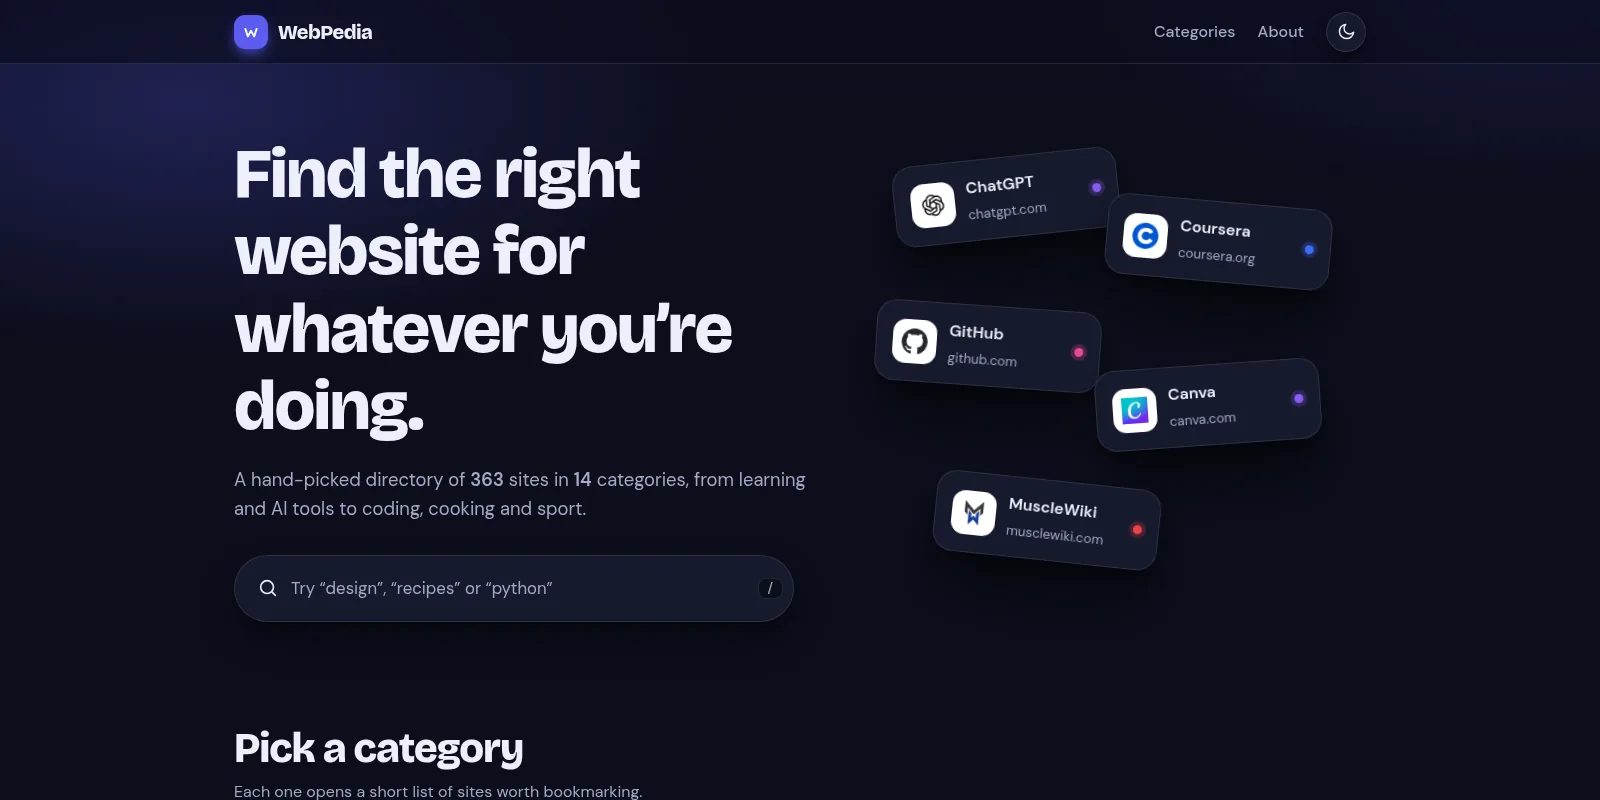 W WebPedia
Categories
About
Find the right
website for
whatever you’re
doing.
A hand-picked directory of 363 sites in 14 categories, from learning
and AI tools to coding, cooking and sport.
Try “design”, “recipes” or “python”
/
ChatGPT
chatgpt.com
Coursera
coursera.org
GitHub
github.com
Canva
canva.com
MuscleWiki
musclewiki.com
Pick a category
Each one opens a short list of sites worth bookmarking.